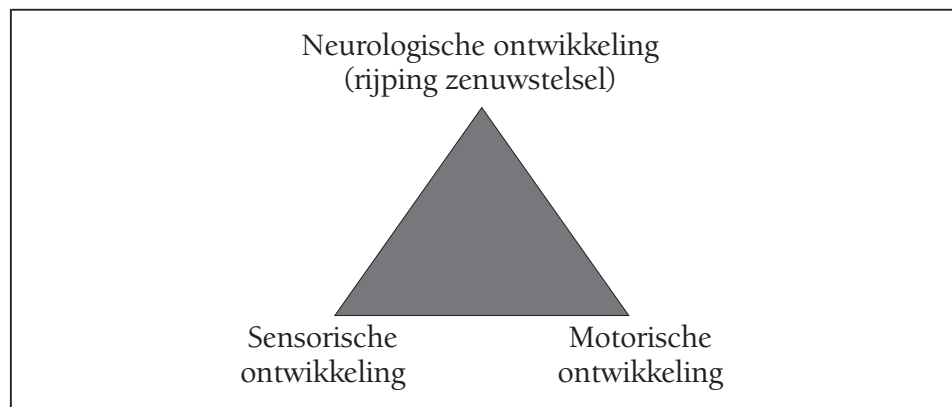 Neurologische ontwikkeling
(rijping zenuwstelsel)
Sensorische
ontwikkeling
Motorische
ontwikkeling